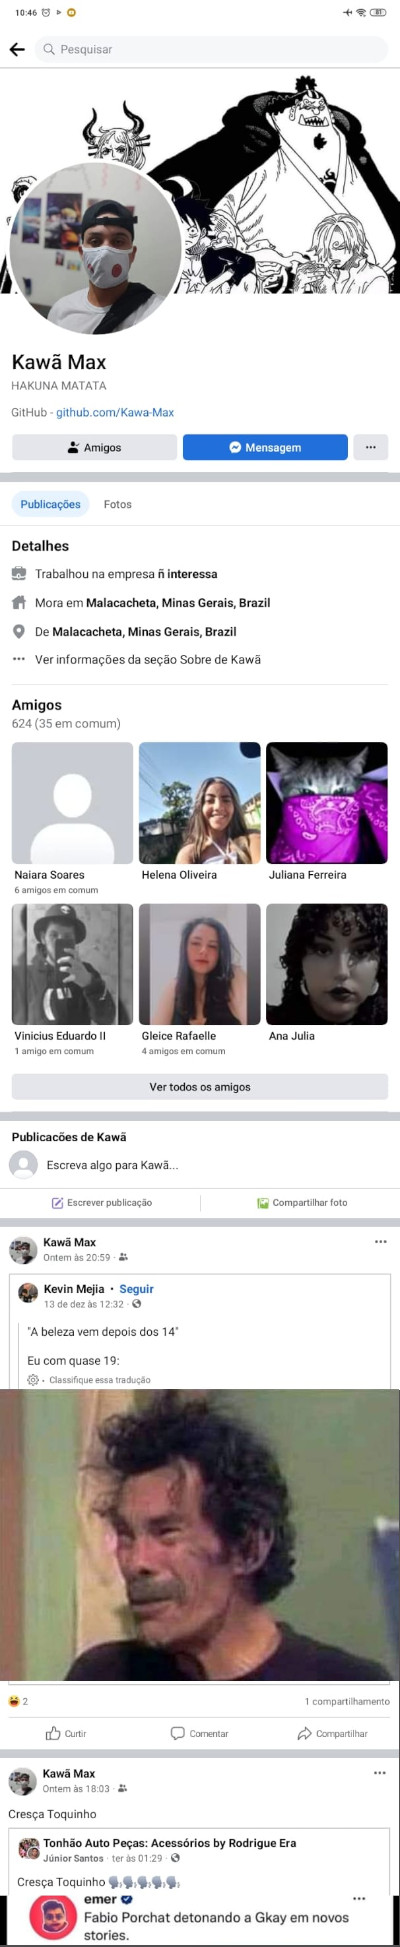 10:46
81
Pesquisar
Kawã Max
HAKUNA MATATA
GitHub - github.com/Kawa-Max
Amigos
Mensagem
Publicações
Fotos
Detalhes
Trabalhou na empresa ñ interessa
Mora em Malacacheta, Minas Gerais, Brazil
De Malacacheta, Minas Gerais, Brazil
Ver informações da seção Sobre de Kawã
Amigos
624 (35 em comum)
Naiara Soares
6 amigos em comum
Helena Oliveira
Juliana Ferreira
Vinicius Eduardo II
1 amigo em comum
Gleice Rafaelle
4 amigos em comum
Ana Julia
Ver todos os amigos
Publicacões de Kawã
Escreva algo para Kawã...
Escrever publicação
Compartilhar foto
Kawã Max
Ontem às 20:59 ·
Kevin Mejia • Seguir
13 de dez às 12:32 ·
"A beleza vem depois dos 14"
Eu com quase 19:
· Classifique essa tradução
2
1 compartilhamento
Curtir
Comentar
Compartilhar
Kawã Max
Ontem às 18:03 ·
Cresça Toquinho
Tonhão Auto Peças: Acessórios by Rodrigue Era
Júnior Santos · ter às 01:29 ·
Cresça Toquinho 🗣🗣🗣🗣🗣
emer
Fabio Porchat detonando a Gkay em novos
stories.